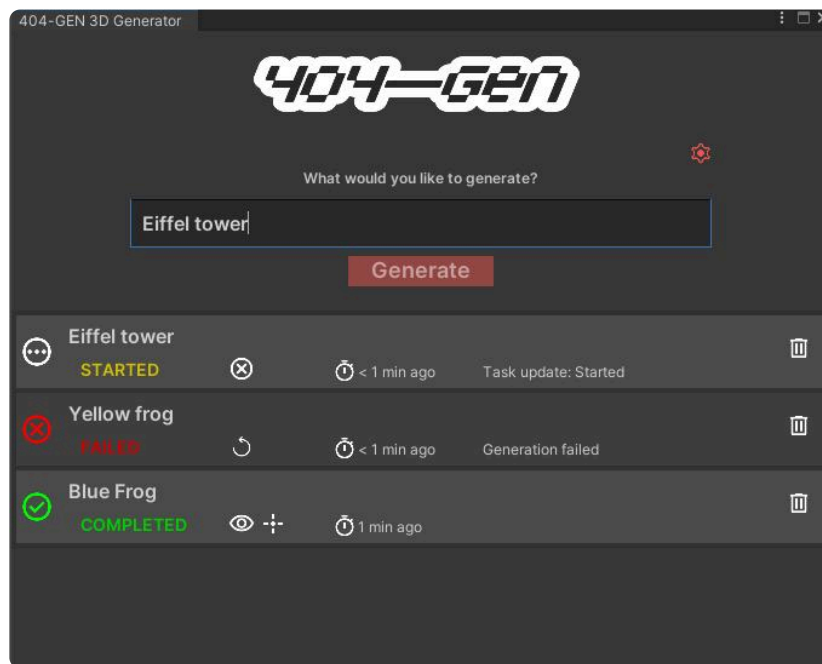 404-GEN 3D Generator
404-GEN
What would you like to generate?
Eiffel tower
Generate
Eiffel tower
STARTED < 1 min ago Task update: Started
Yellow frog
FAILED < 1 min ago Generation failed
Blue Frog
COMPLETED 1 min ago